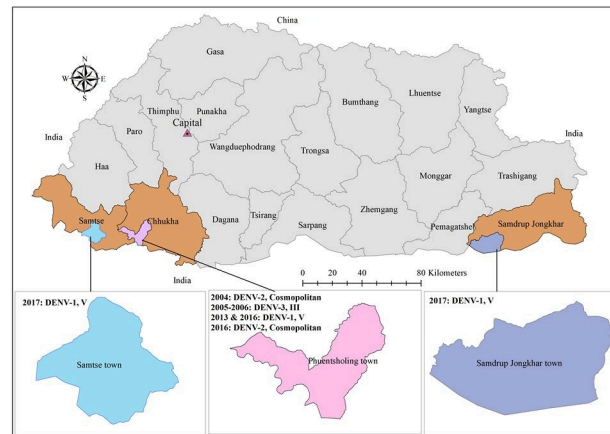 China
N
W E
S
Gasa
Lhuentse
Bumthang
Yangtse
Thimphu
Punakha
India
Paro
Capital
India
Wangduephodrang
Trongsa
Haa
Monggar
Trashigang
Zhemgang
Samtse
Chhukha
Dagana
Tsirang
Sarpang
Pemagatshel
Samdrup Jongkhar
India
0 20 40 80 Kilometers
2017: DENV-1, V
Samtse town
2004: DENV-2, Cosmopolitan
2005-2006: DENV-3, III
2013 & 2016: DENV-1, V
2016: DENV-2, Cosmopolitan
Phuentsholing town
2017: DENV-1, V
Samdrup Jongkhar town